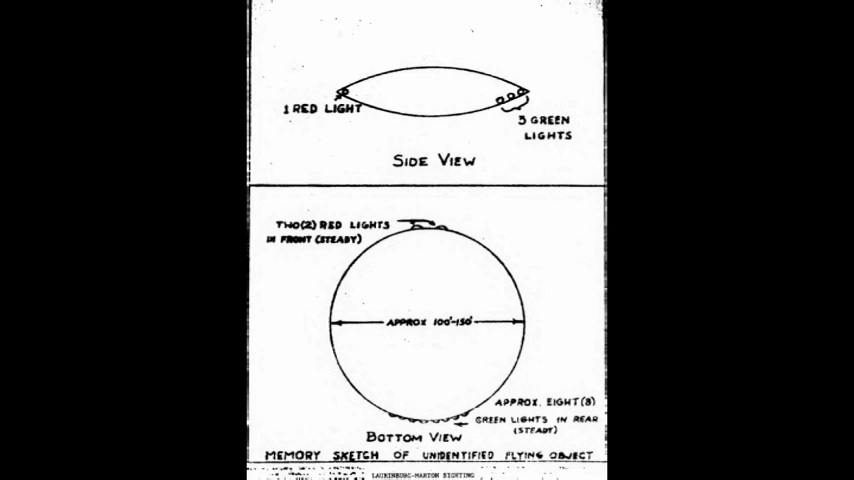 1 RED LIGHT
3 GREEN
LIGHTS
SIDE VIEW
TWO(2) RED LIGHTS
IN FRONT (STEADY)
APPROX 100'-150'
APPROX. EIGHT (8)
GREEN LIGHTS IN REAR
(STEADY)
BOTTOM VIEW
MEMORY SKETCH OF UNIDENTIFIED FLYING OBJECT
LAURINBURG-MAXTON SIGHTING